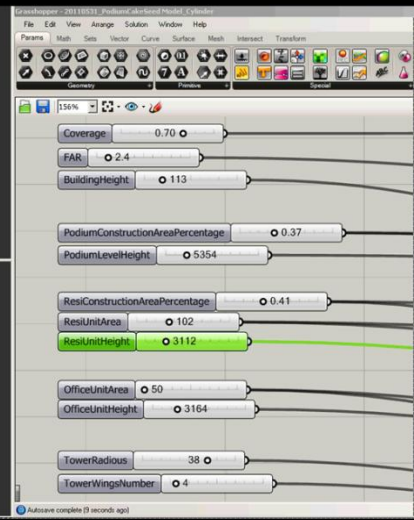 Grasshopper - 20110531_PodiumCakeSeed Model_Cylinder
File Edit View Arrange Solution Window Help
Params Math Sets Vector Curve Surface Mesh Intersect Transform
Geometry Primitive Special
156%
Coverage 0.70
FAR 2.4
BuildingHeight 113
PodiumConstructionAreaPercentage 0.37
PodiumLevelHeight 5354
ResiConstructionAreaPercentage 0.41
ResiUnitArea 102
ResiUnitHeight 3112
OfficeUnitArea 50
OfficeUnitHeight 3164
TowerRadious 38
TowerWingsNumber 4
Autosave complete (9 seconds ago)